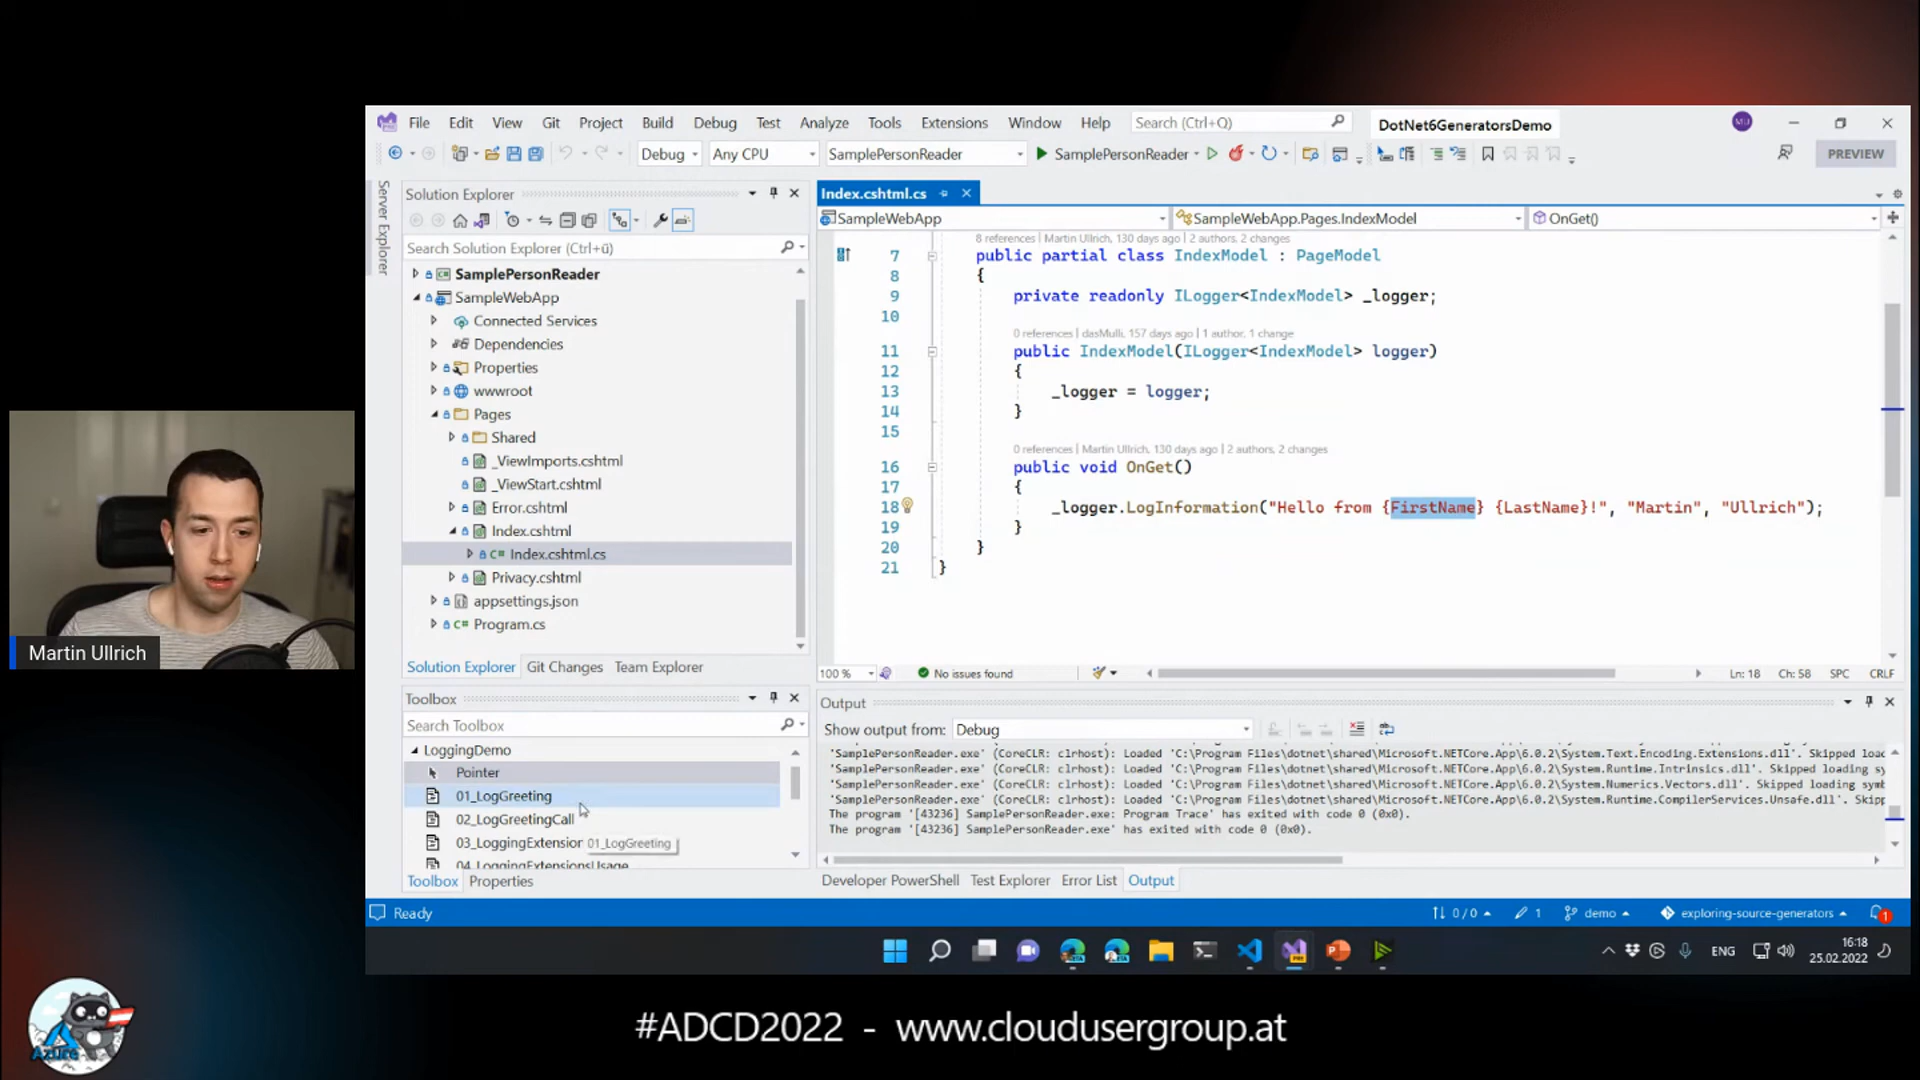 File Edit View Git Project Build Debug Test Analyze Tools Extensions Window Help Search (Ctrl+Q) DotNet6GeneratorsDemo
Debug Any CPU SamplePersonReader SamplePersonReader PREVIEW
Server Explorer
Solution Explorer
Search Solution Explorer (Ctrl+ü)
SamplePersonReader
SampleWebApp
Connected Services
Dependencies
Properties
wwwroot
Pages
Shared
_ViewImports.cshtml
_ViewStart.cshtml
Error.cshtml
Index.cshtml
C# Index.cshtml.cs
Privacy.cshtml
appsettings.json
C# Program.cs
Solution Explorer Git Changes Team Explorer
Toolbox
Search Toolbox
LoggingDemo
Pointer
01_LogGreeting
02_LogGreetingCall
03_LoggingExtension 01_LogGreeting
04_LoggingExtensionsUsage
Toolbox Properties
Index.cshtml.cs
SampleWebApp SampleWebApp.Pages.IndexModel OnGet()
8 references | Martin Ullrich, 130 days ago | 2 authors, 2 changes
7 public partial class IndexModel : PageModel
8 {
9 private readonly ILogger<IndexModel> _logger;
10
0 references | dasMulli, 157 days ago | 1 author, 1 change
11 public IndexModel(ILogger<IndexModel> logger)
12 {
13 _logger = logger;
14 }
15
0 references | Martin Ullrich, 130 days ago | 2 authors, 2 changes
16 public void OnGet()
17 {
18 _logger.LogInformation("Hello from {FirstName} {LastName}!", "Martin", "Ullrich");
19 }
20 }
21 }
100 % No issues found Ln: 18 Ch: 58 SPC CRLF
Output
Show output from: Debug
'SamplePersonReader.exe' (CoreCLR: clrhost): Loaded 'C:\Program Files\dotnet\shared\Microsoft.NETCore.App\6.0.2\System.Text.Encoding.Extensions.dll'. Skipped load
'SamplePersonReader.exe' (CoreCLR: clrhost): Loaded 'C:\Program Files\dotnet\shared\Microsoft.NETCore.App\6.0.2\System.Runtime.Intrinsics.dll'. Skipped loading sy
'SamplePersonReader.exe' (CoreCLR: clrhost): Loaded 'C:\Program Files\dotnet\shared\Microsoft.NETCore.App\6.0.2\System.Numerics.Vectors.dll'. Skipped loading symb
'SamplePersonReader.exe' (CoreCLR: clrhost): Loaded 'C:\Program Files\dotnet\shared\Microsoft.NETCore.App\6.0.2\System.Runtime.CompilerServices.Unsafe.dll'. Skipp
The program '[43236] SamplePersonReader.exe: Program Trace' has exited with code 0 (0x0).
The program '[43236] SamplePersonReader.exe' has exited with code 0 (0x0).
Developer PowerShell Test Explorer Error List Output
Ready 0 / 0 1 demo exploring-source-generators 1
ENG 16:18
25.02.2022
Martin Ullrich
Azure
#ADCD2022 - www.cloudusergroup.at